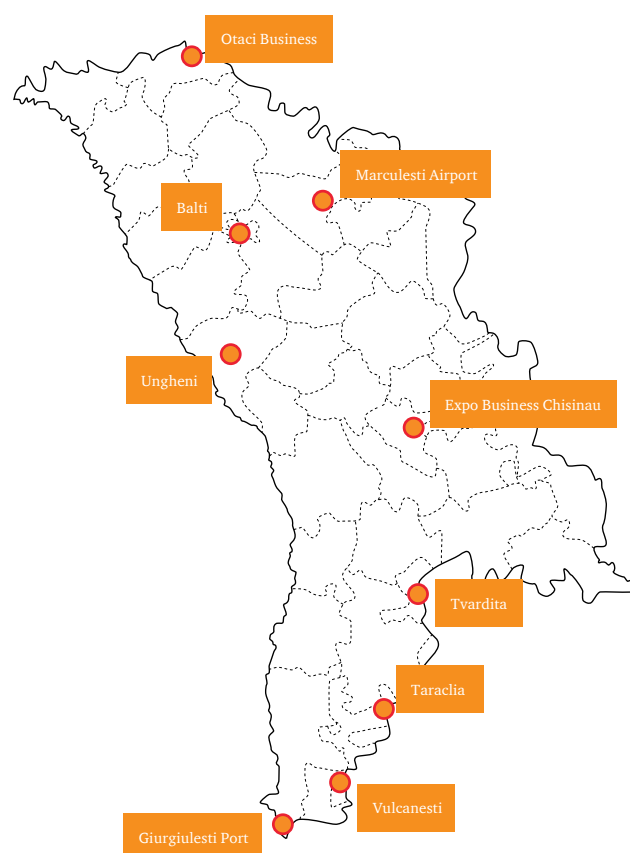 Otaci Business
Marculesti Airport
Balti
Ungheni
Expo Business Chisinau
Tvardita
Taraclia
Vulcanesti
Giurgiulesti Port